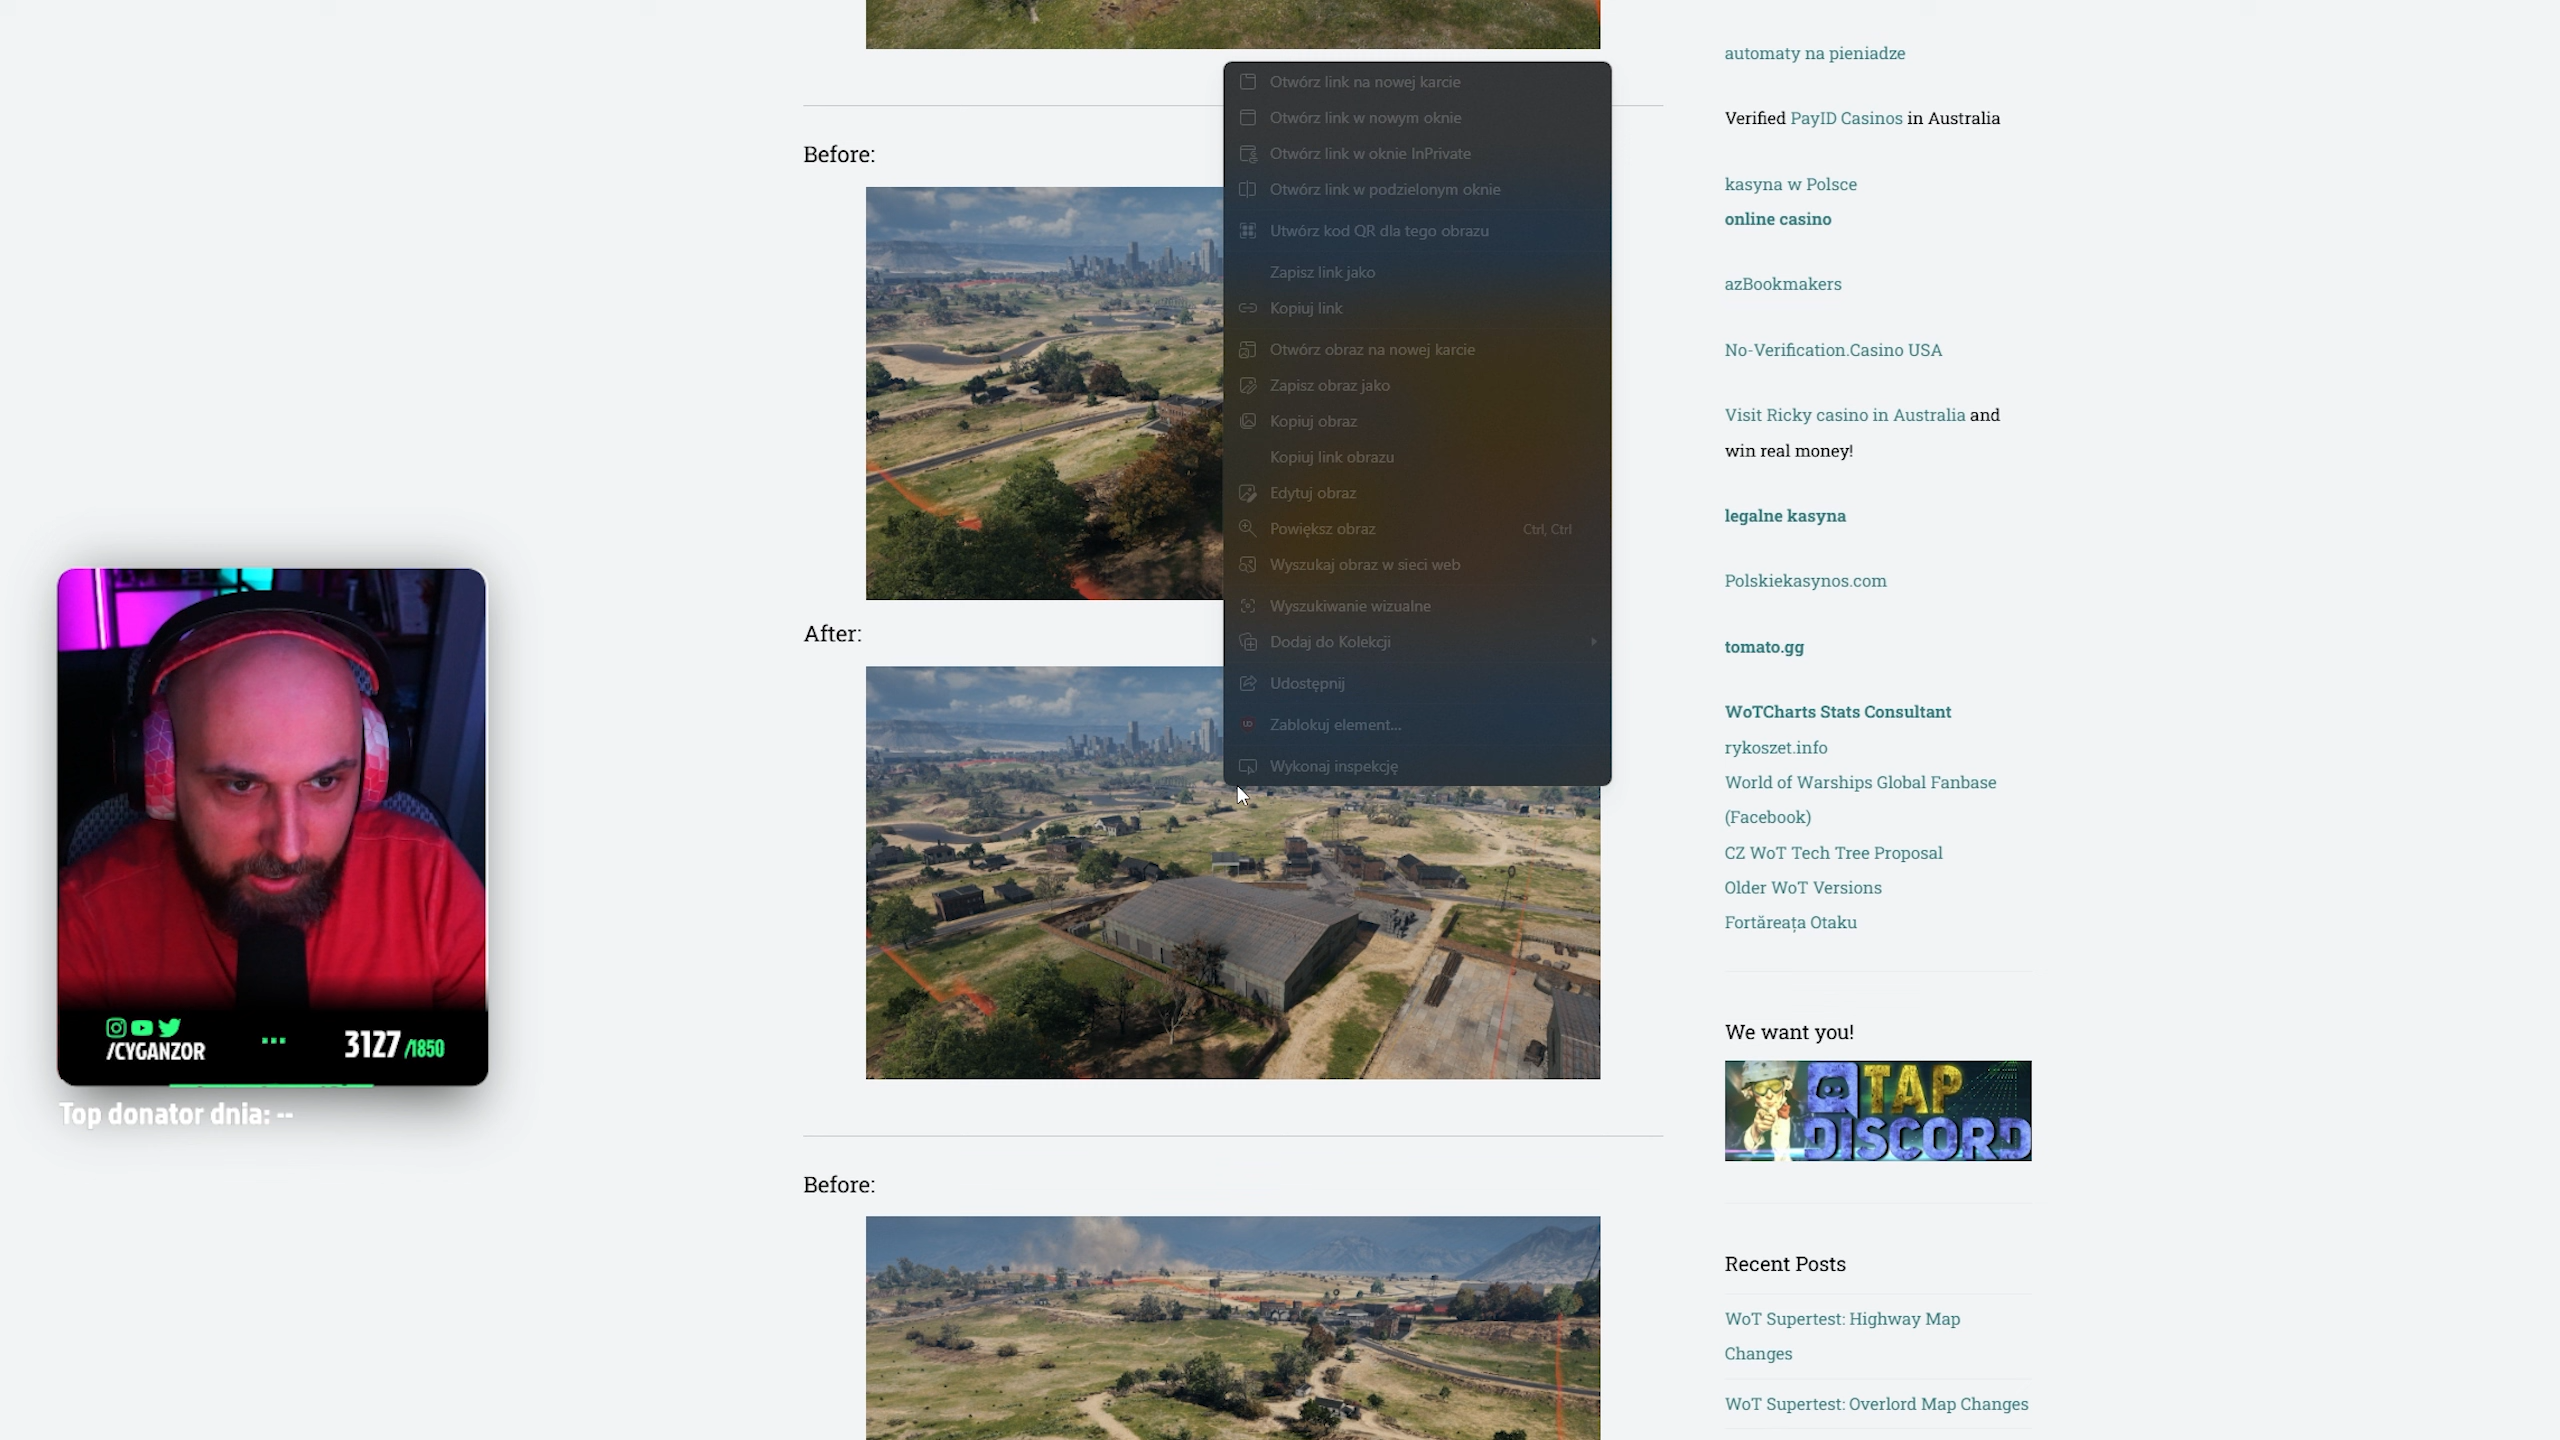 Before:
After:
Before:
Otwórz link na nowej karcie
Otwórz link w nowym oknie
Otwórz link w oknie InPrivate
Otwórz link w podzielonym oknie
Utwórz kod QR dla tego obrazu
Zapisz link jako
Kopiuj link
Otwórz obraz na nowej karcie
Zapisz obraz jako
Kopiuj obraz
Kopiuj link obrazu
Edytuj obraz
Powiększ obraz Ctrl, Ctrl
Wyszukaj obraz w sieci web
Wyszukiwanie wizualne
Dodaj do Kolekcji
Udostępnij
Zablokuj element...
Wykonaj inspekcję
automaty na pieniadze
Verified PayID Casinos in Australia
kasyna w Polsce
online casino
azBookmakers
No-Verification.Casino USA
Visit Ricky casino in Australia and
win real money!
legalne kasyna
Polskiekasynos.com
tomato.gg
WoTCharts Stats Consultant
rykoszet.info
World of Warships Global Fanbase
(Facebook)
CZ WoT Tech Tree Proposal
Older WoT Versions
Fortăreața Otaku
We want you!
TAP
DISCORD
Recent Posts
WoT Supertest: Highway Map
Changes
WoT Supertest: Overlord Map Changes
/CYGANZOR
...
3127 /1850
Top donator dnia: --